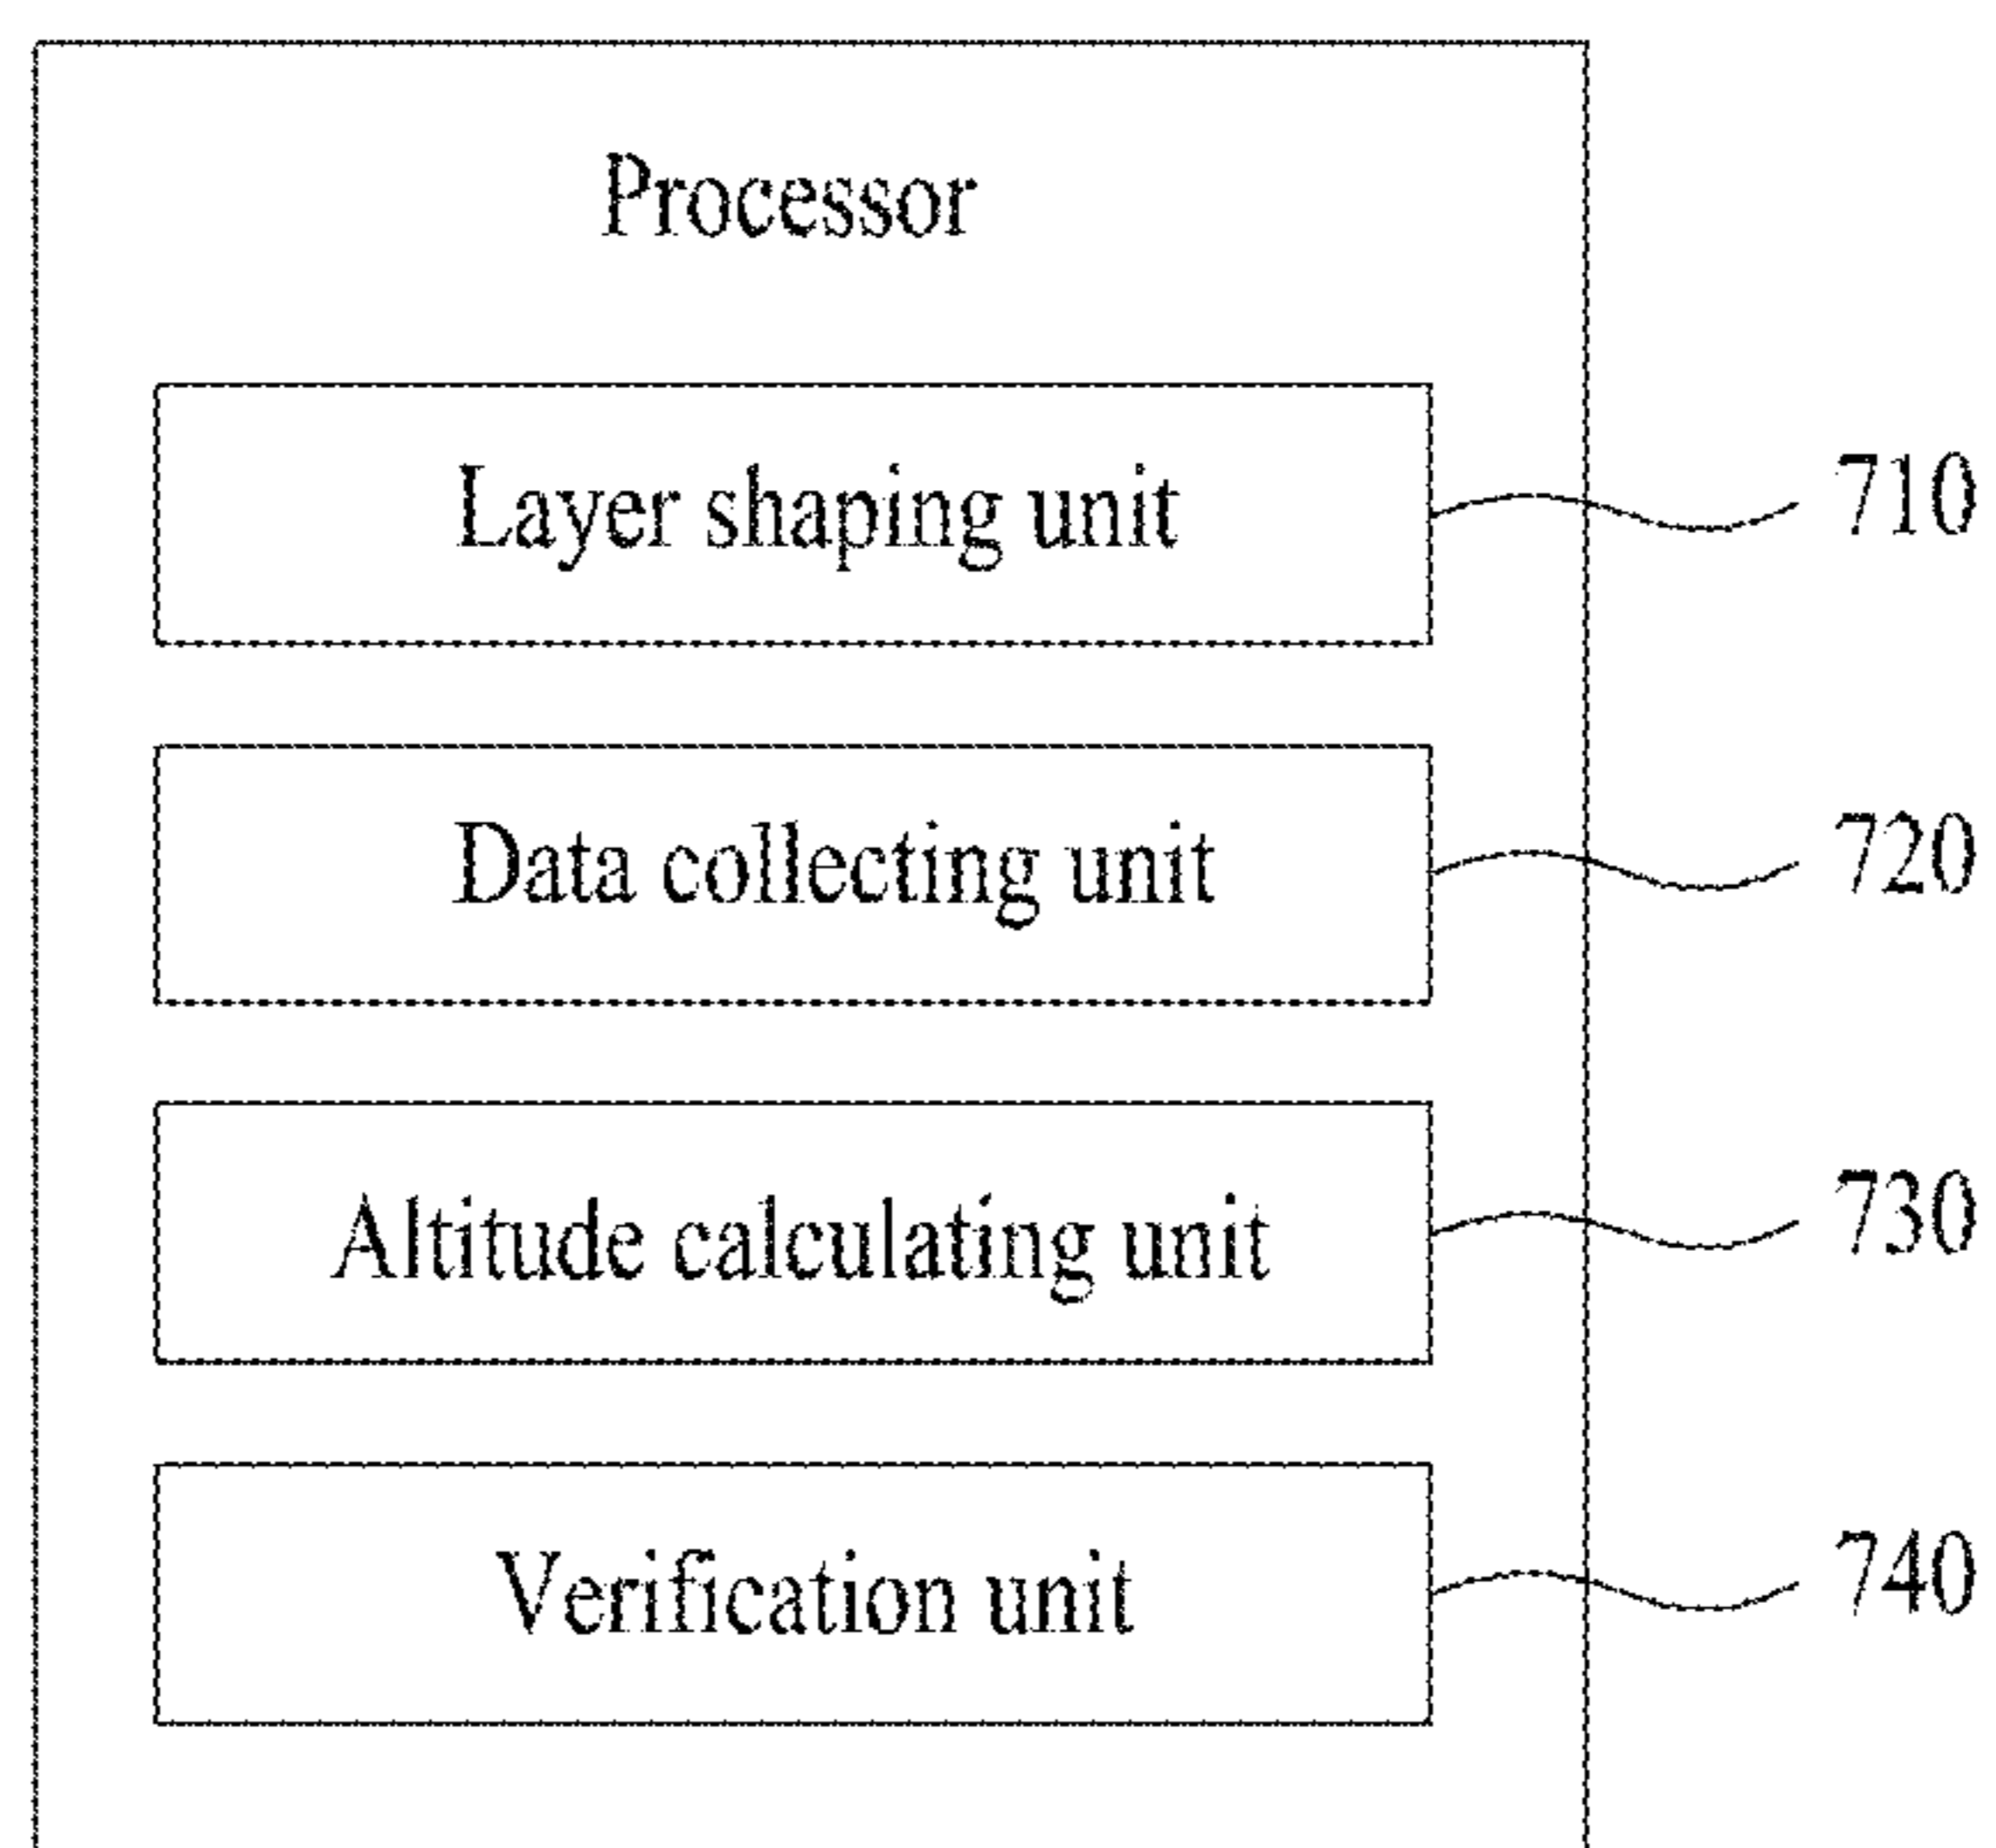 Processor
Layer shaping unit
710
Data collecting unit
720
Altitude calculating unit
730
Verification unit
740